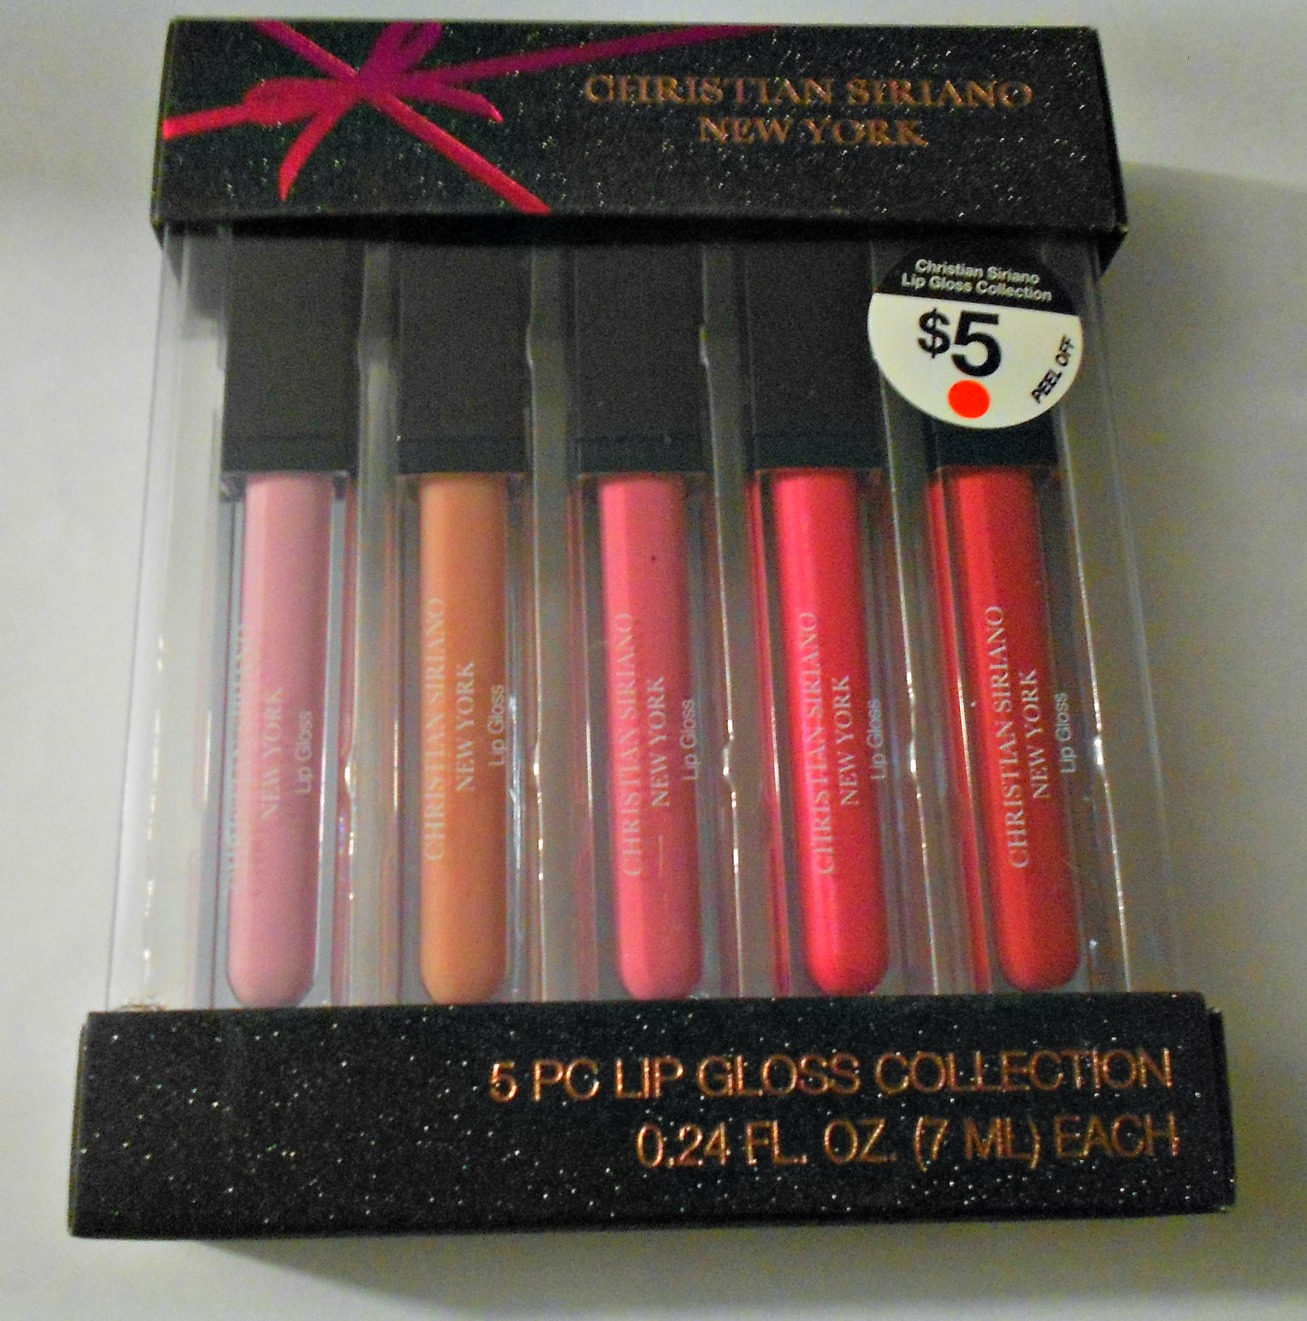 CHRISTIAN SIRIANO
NEW YORK
Christian Siriano
Lip Gloss Collection
$5
PEEL OFF
NEW YORK
Lip Gloss
CHRISTIAN SIRIANO
NEW YORK
Lip Gloss
CHRISTIAN SIRIANO
NEW YORK
Lip Gloss
CHRISTIAN SIRIANO
NEW YORK
Lip Gloss
CHRISTIAN SIRIANO
NEW YORK
Lip Gloss
5 PC LIP GLOSS COLLECTION
0.24 FL. OZ. (7 ML) EACH